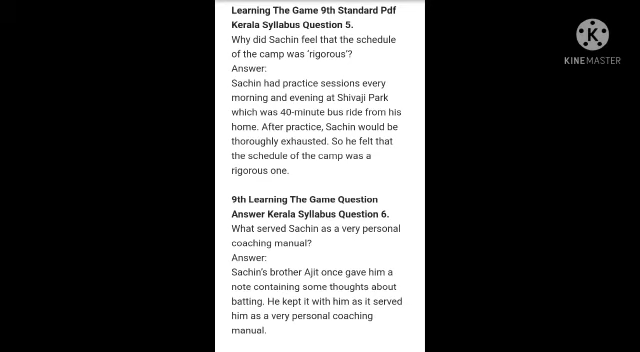 Learning The Game 9th Standard Pdf
Kerala Syllabus Question 5.
Why did Sachin feel that the schedule
of the camp was ‘rigorous’?
Answer:
Sachin had practice sessions every
morning and evening at Shivaji Park
which was 40-minute bus ride from his
home. After practice, Sachin would be
thoroughly exhausted. So he felt that
the schedule of the camp was a
rigorous one.
9th Learning The Game Question
Answer Kerala Syllabus Question 6.
What served Sachin as a very personal
coaching manual?
Answer:
Sachin’s brother Ajit once gave him a
note containing some thoughts about
batting. He kept it with him as it served
him as a very personal coaching
manual.
K
KINEMASTER